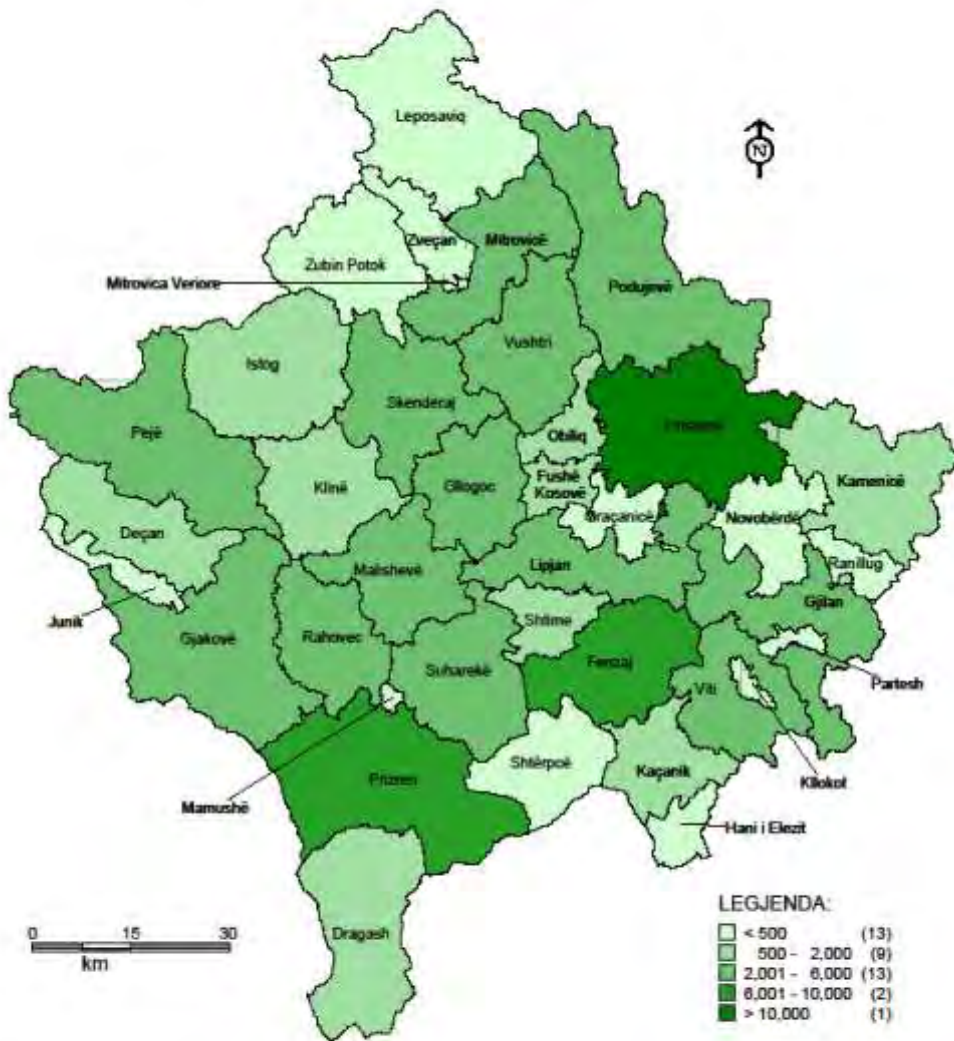 Leposaviq
N
Zveçan
Mitrovicë
Zubin Potok
Mitrovica Veriore
Podujevë
Vushtri
Istog
Skenderaj
Pejë
Obiliq
Prishtinë
Klinë
Gllogoc
Fushë
Kosovë
Kamenicë
Graçanicë
Novobërdë
Deçan
Malishevë
Lipjan
Ranillug
Shtime
Gjilan
Junik
Gjakovë
Rahovec
Suharekë
Ferizaj
Viti
Partesh
Shtërpcë
Kaçanik
Prizren
Kllokot
Mamushë
Hani i Elezit
Dragash
LEGJENDA:
< 500 (13)
500 - 2,000 (9)
2,001 - 6,000 (13)
6,001 - 10,000 (2)
> 10,000 (1)
0 15 30
km